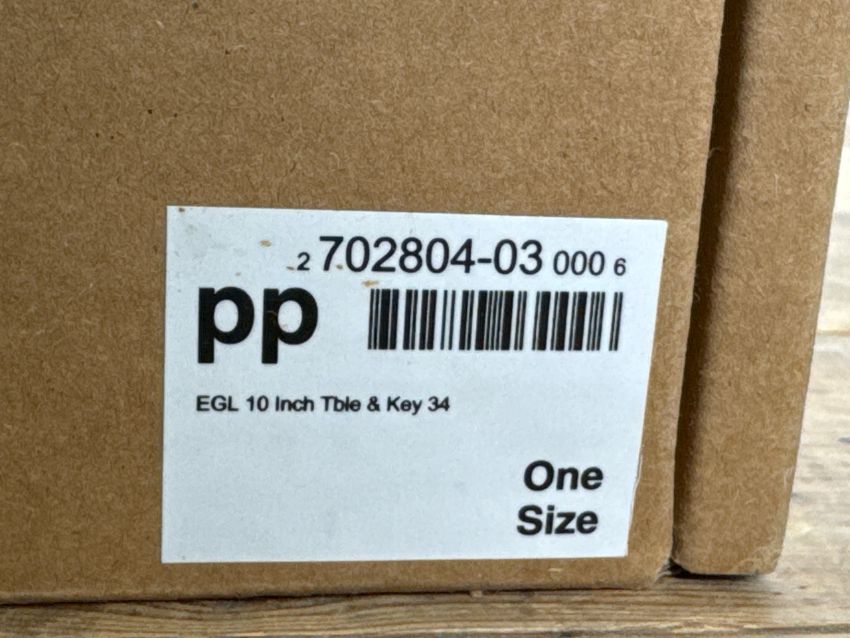 2 702804-03 000 6
pp
EGL 10 Inch Tble & Key 34
One
Size